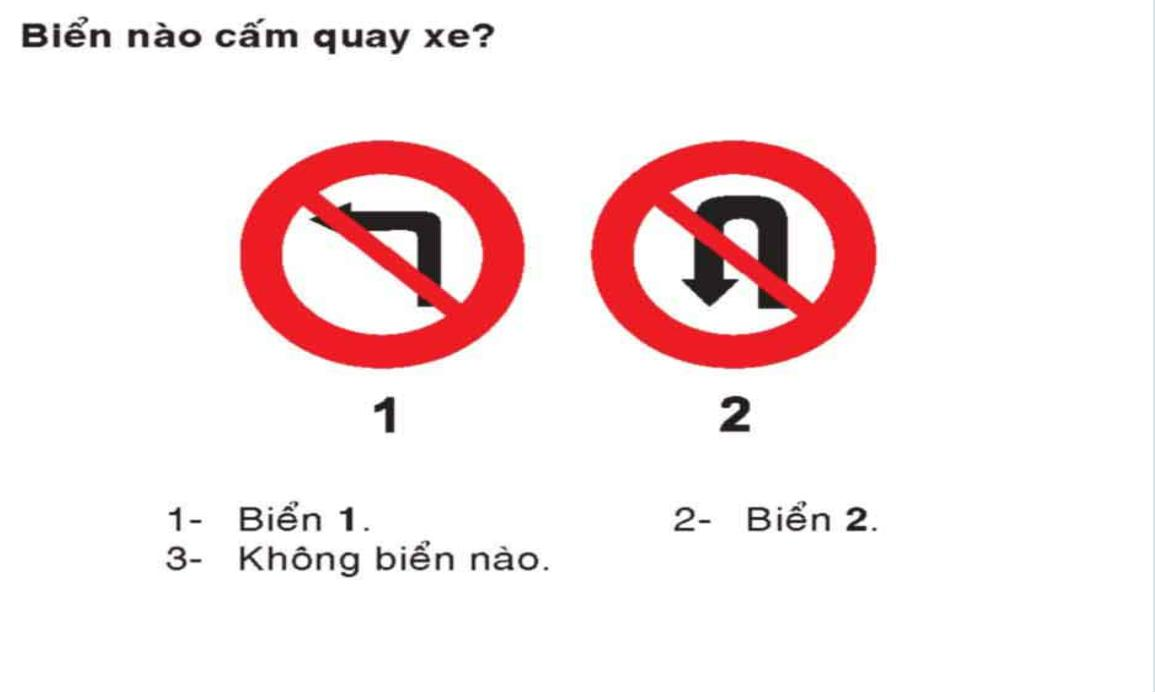 Biển nào cấm quay xe?
1 2
1- Biển 1. 2- Biển 2.
3- Không biển nào.